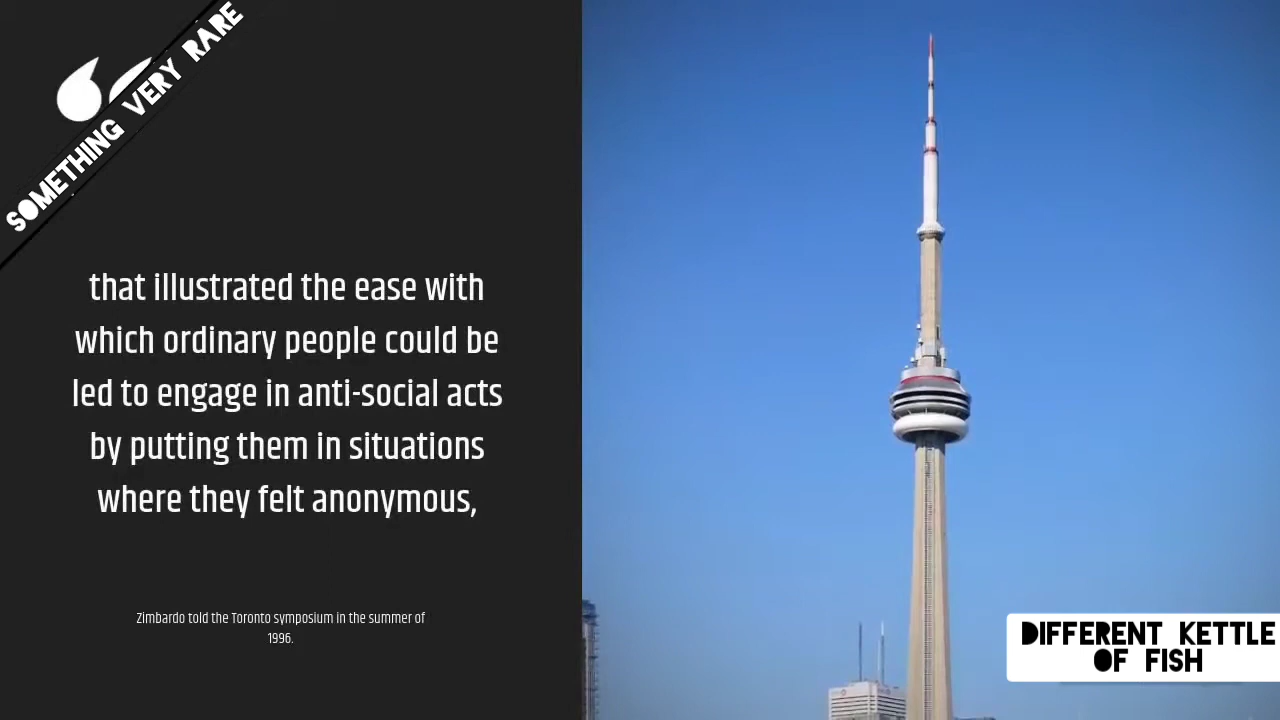 SOMETHING VERY RARE
that illustrated the ease with
which ordinary people could be
led to engage in anti-social acts
by putting them in situations
where they felt anonymous,
Zimbardo told the Toronto symposium in the summer of
1996.
DIFFERENT KETTLE
OF FISH